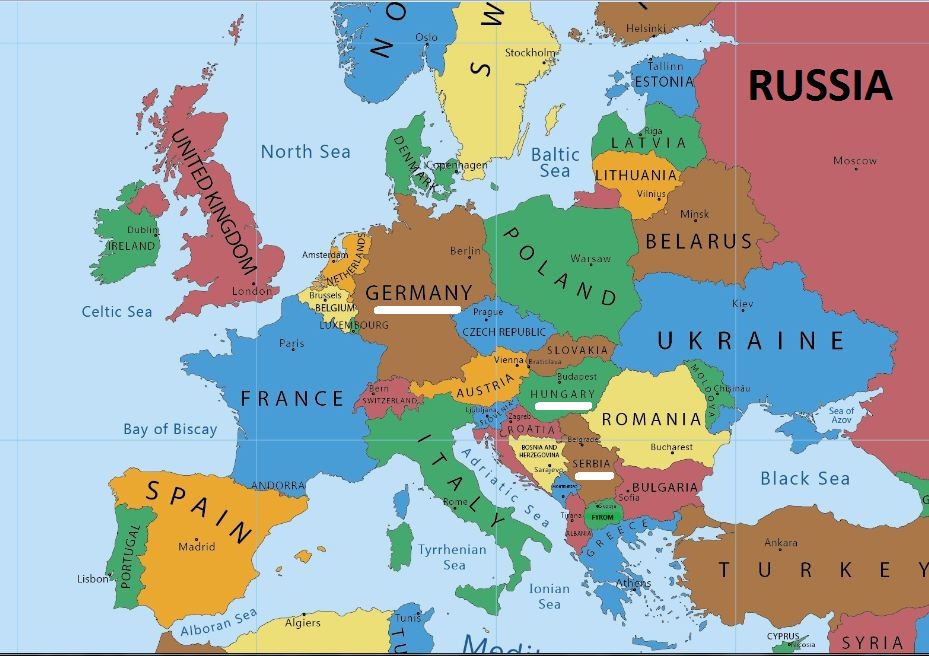 N O
S W
Oslo
Stockholm
Helsinki
Tallinn
ESTONIA
RUSSIA
Riga
LATVIA
Moscow
North Sea
DENMARK
Copenhagen
Baltic
Sea
LITHUANIA
Vilnius
UNITED KINGDOM
Minsk
BELARUS
Dublin
IRELAND
Amsterdam
NETHERLANDS
Berlin
POLAND
Warsaw
London
Brussels
BELGIUM
GERMANY
Celtic Sea
LUXEMBOURG
Prague
CZECH REPUBLIC
Kiev
UKRAINE
Paris
SLOVAKIA
Vienna
Bratislava
AUSTRIA
Budapest
HUNGARY
MOLDOVA
Chişinău
FRANCE
Bern
SWITZERLAND
Ljubljana
SLOVENIA
Zagreb
CROATIA
ROMANIA
Sea of
Azov
Bay of Biscay
Belgrade
BOSNIA AND
HERZEGOVINA
Sarajevo
SERBIA
Bucharest
ITALY
Adriatic Sea
Black Sea
ANDORRA
BULGARIA
Sofia
SPAIN
Rome
Tirana
FYROM
ALBANIA
GREECE
G
PORTUGAL
Madrid
Lisbon
Tyrrhenian
Sea
Ankara
TURKEY
Ionian
Sea
Athens
Alboran Sea
Algiers
Tunis
T U
CYPRUS
Nicosia
SYRIA
Medit